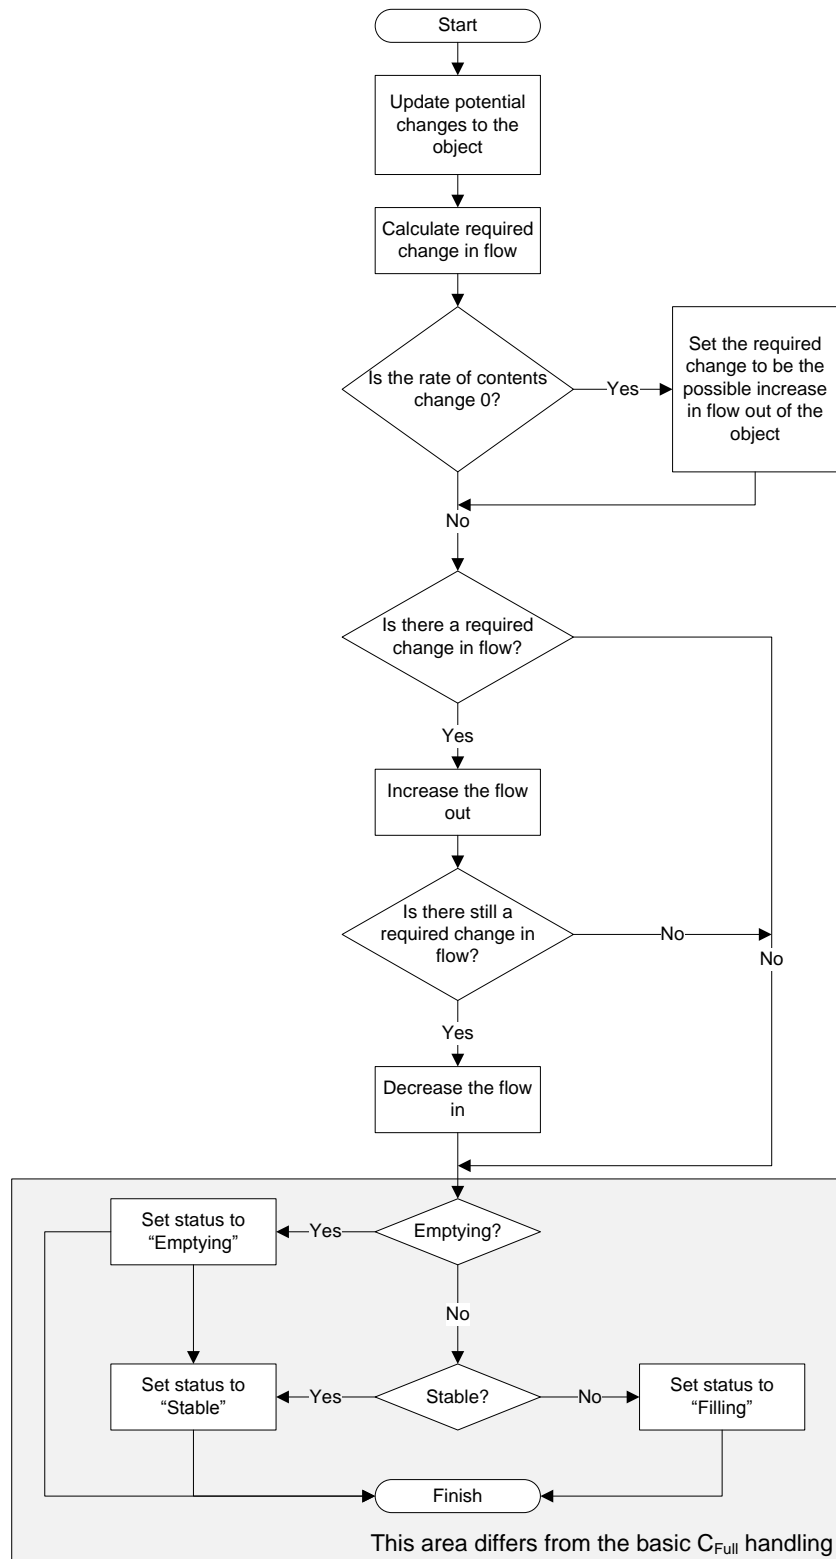 Start
Update potential
changes to the
object
Calculate required
change in flow
Is the rate of contents
change 0?
Yes
Set the required
change to be the
possible increase
in flow out of the
object
No
Is there a required
change in flow?
Yes
Increase the flow
out
Is there still a
required change in
flow?
No
No
Yes
Decrease the flow
in
Set status to
“Emptying”
Yes
Emptying?
No
Set status to
“Stable”
Yes
Stable?
No
Set status to
“Filling”
Finish
This area differs from the basic CFull handling